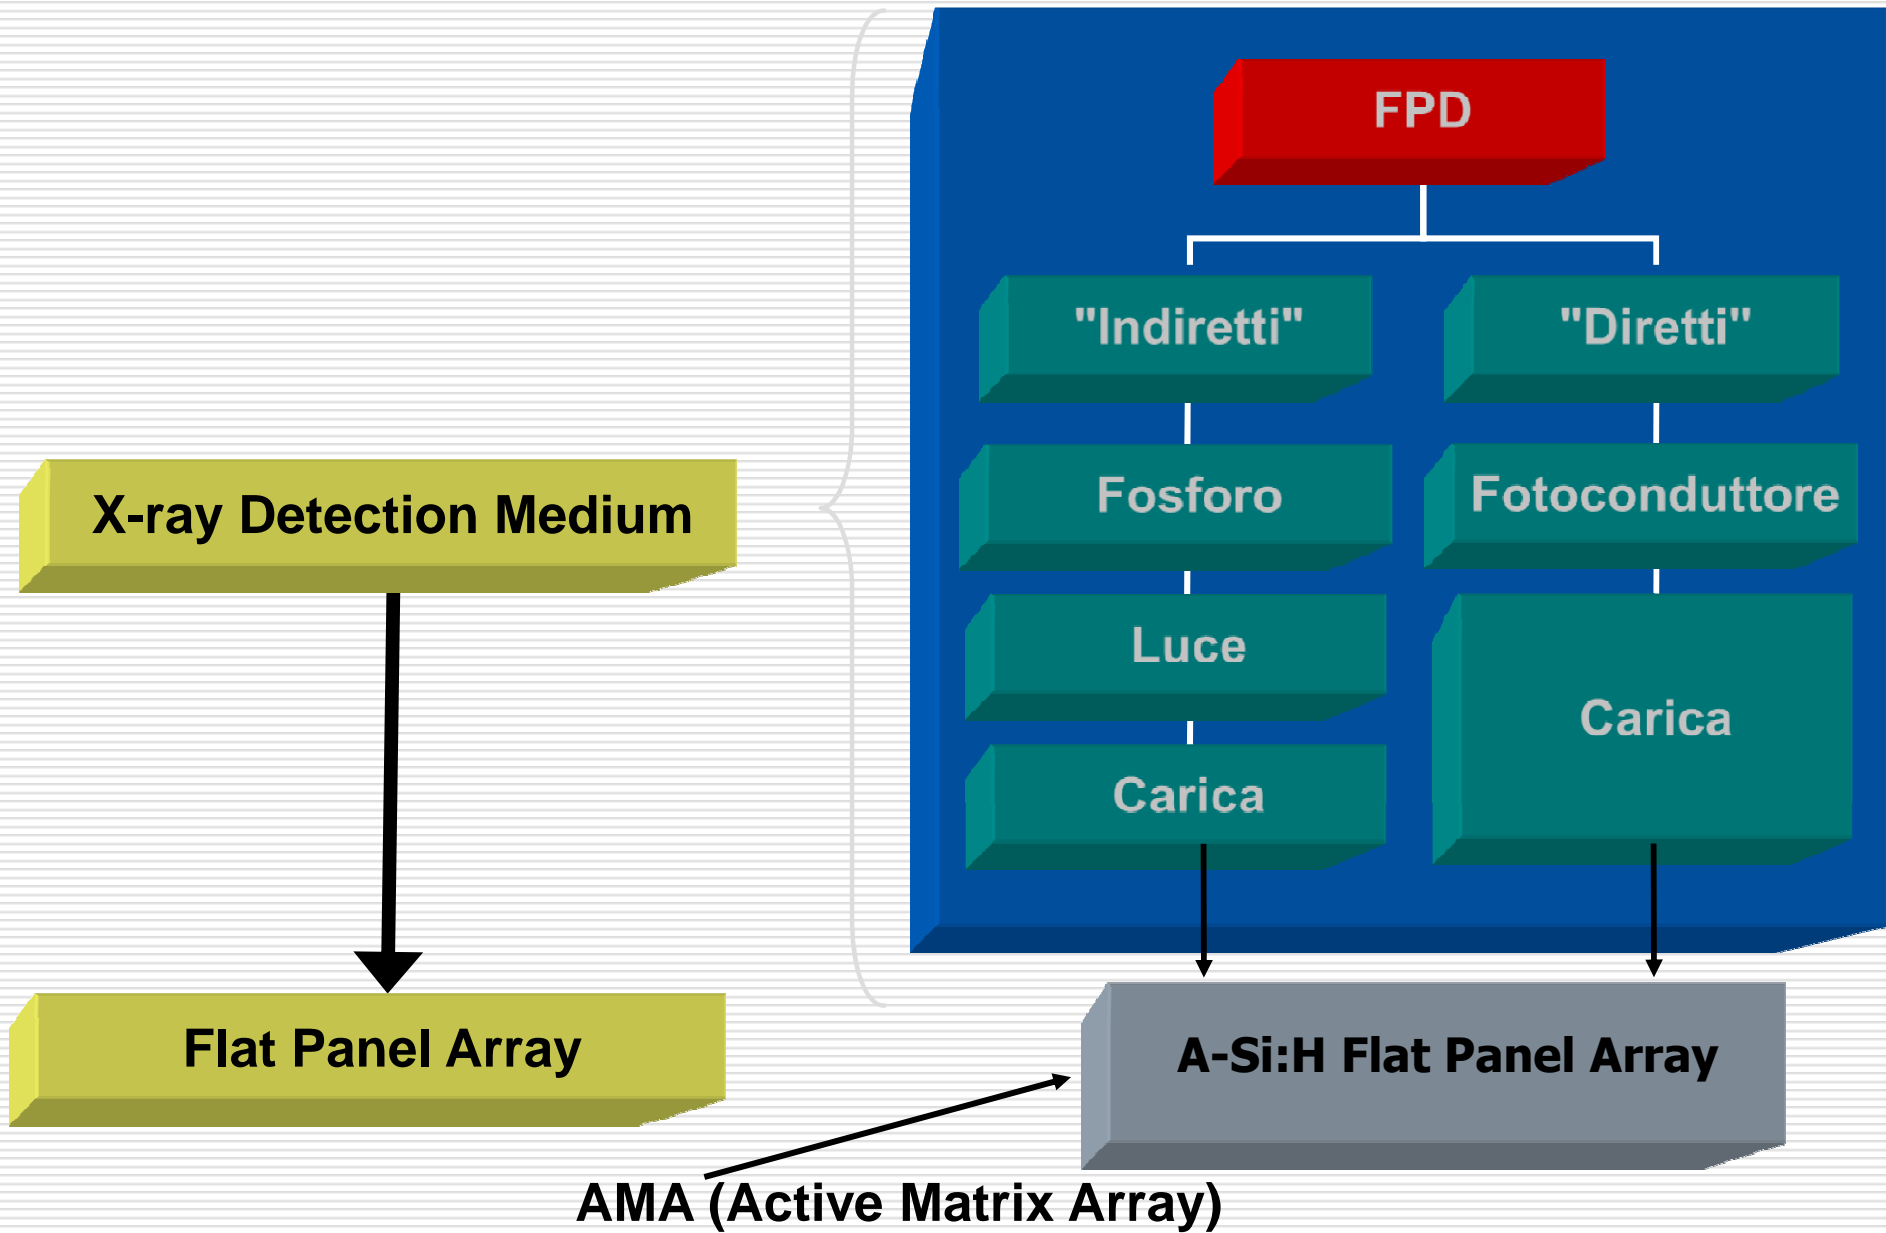 FPD
"Indiretti"
"Diretti"
X-ray Detection Medium
Fosforo
Fotoconduttore
Luce
Carica
Carica
Flat Panel Array
A-Si:H Flat Panel Array
AMA (Active Matrix Array)